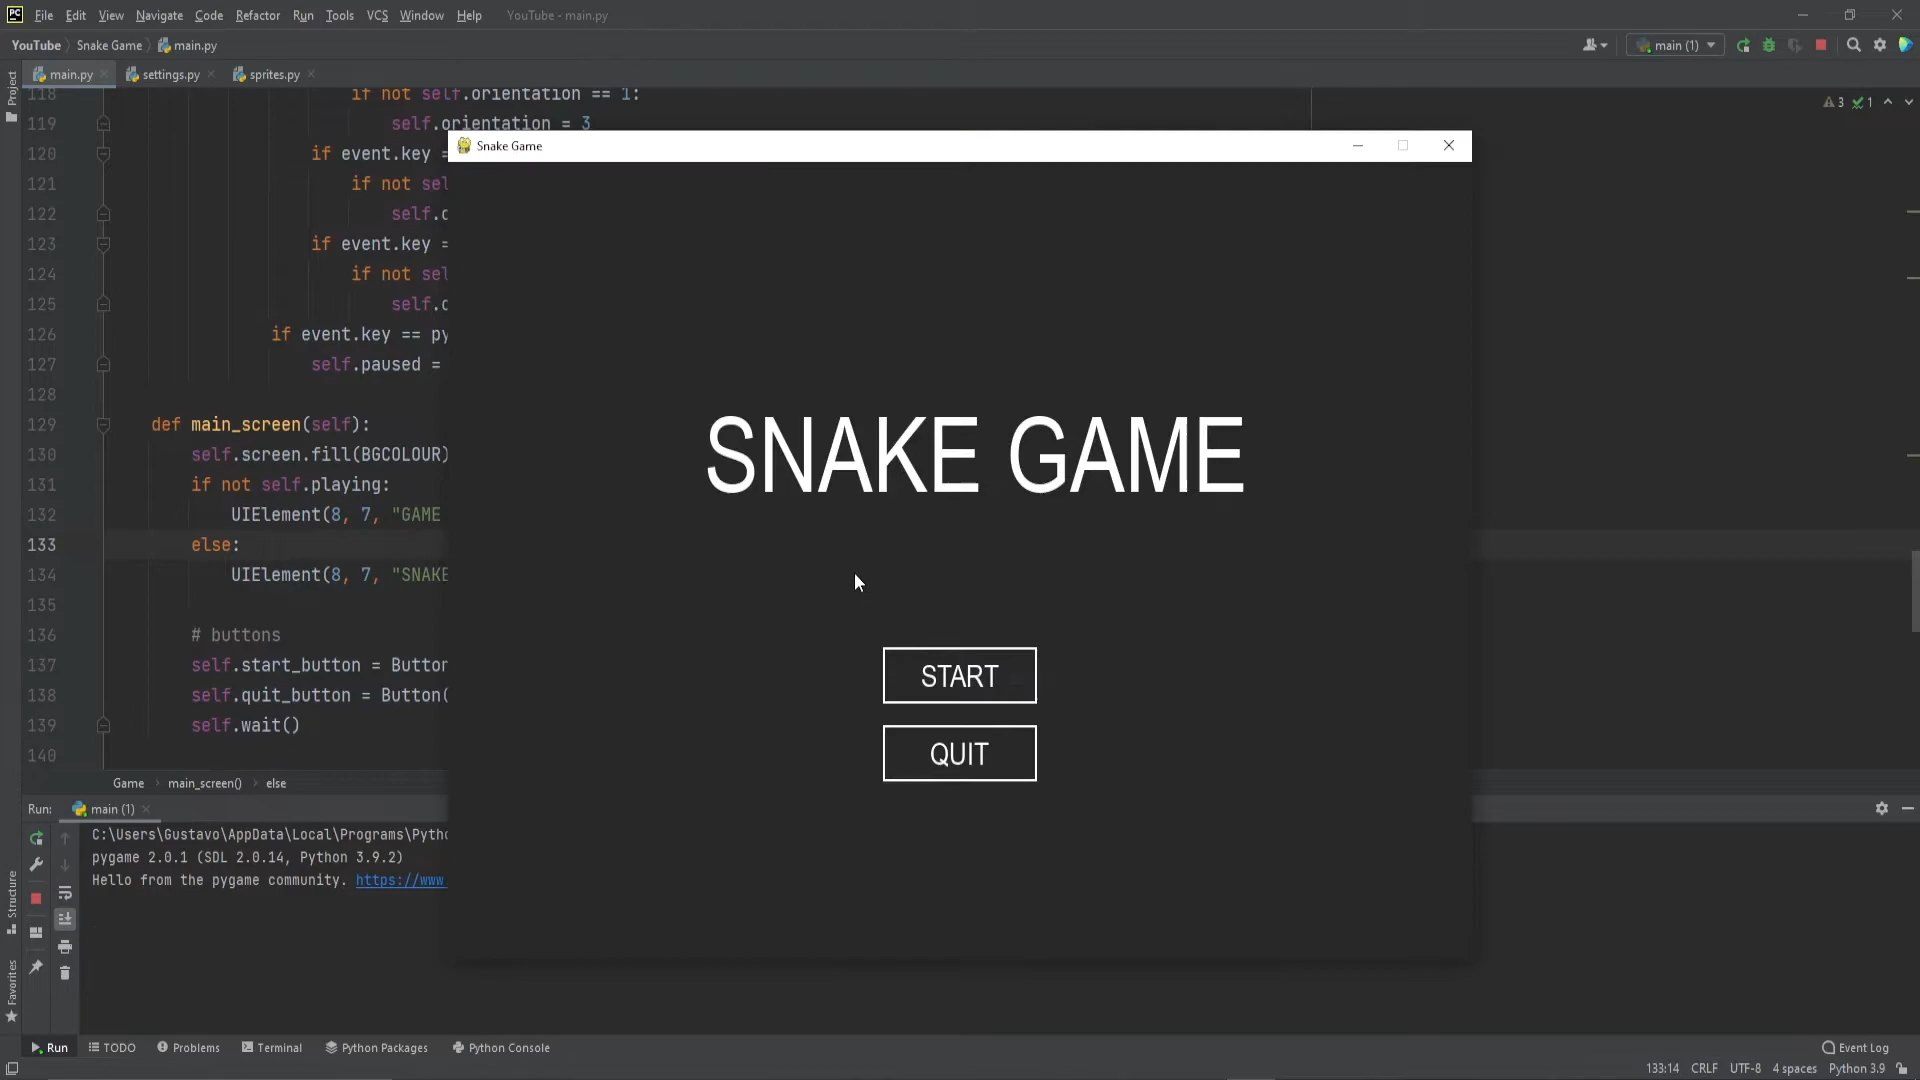 PC File Edit View Navigate Code Refactor Run Tools VCS Window Help YouTube - main.py
YouTube Snake Game main.py main (1)
main.py settings.py sprites.py
Project
118 if not self.orientation == 1: 3 1
119 self.orientation = 3
120 if event.key =
Snake Game
121 if not sel
122 self.o
123 if event.key =
124 if not sel
125 self.o
126 if event.key == py
127 self.paused =
128
129 def main_screen(self):
130 self.screen.fill(BGCOLOUR)
131 if not self.playing:
132 UIElement(8, 7, "GAME
133 else:
134 UIElement(8, 7, "SNAKE
135
136 # buttons
137 self.start_button = Button
138 self.quit_button = Button(
139 self.wait()
140
SNAKE GAME
START
QUIT
Game main_screen() else
Run: main (1)
C:\Users\Gustavo\AppData\Local\Programs\Pytho
pygame 2.0.1 (SDL 2.0.14, Python 3.9.2)
Hello from the pygame community. https://www.
Structure
Favorites
Run TODO Problems Terminal Python Packages Python Console Event Log
133:14 CRLF UTF-8 4 spaces Python 3.9